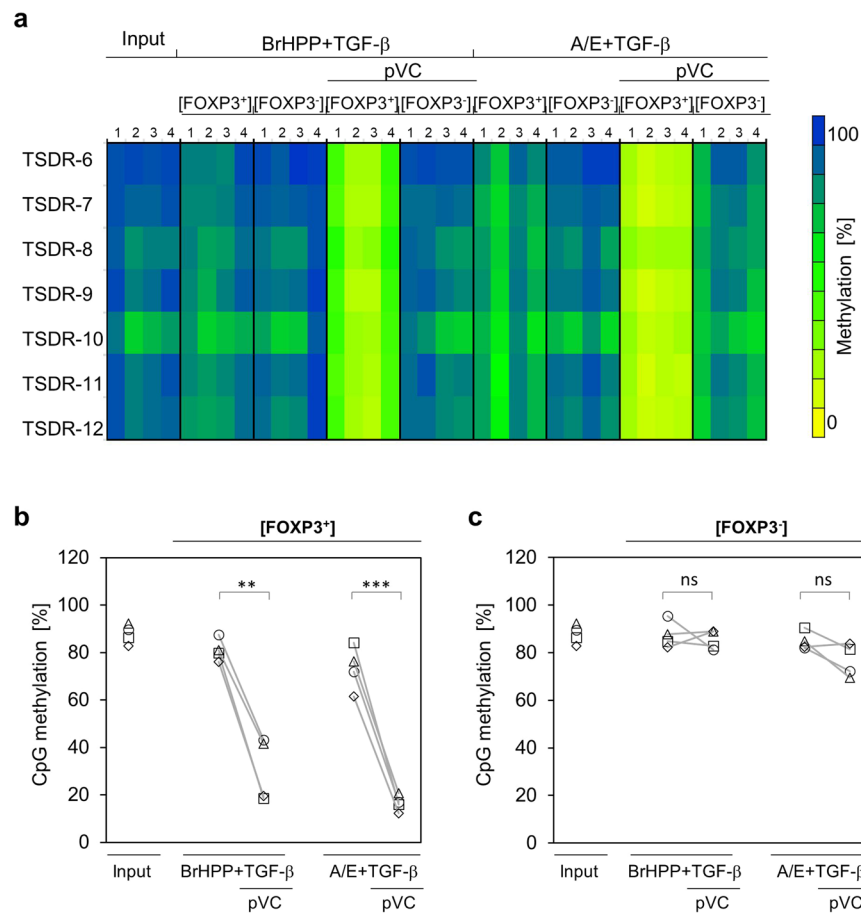 a
Input BrHPP+TGF-β A/E+TGF-β
pVC pVC
[FOXP3+] [FOXP3-] [FOXP3+] [FOXP3-] [FOXP3+] [FOXP3-] [FOXP3+] [FOXP3-]
1 2 3 4 1 2 3 4 1 2 3 4 1 2 3 4 1 2 3 4 1 2 3 4 1 2 3 4 1 2 3 4 1 2 3 4
TSDR-6
TSDR-7
TSDR-8
TSDR-9
TSDR-10
TSDR-11
TSDR-12
100
0
Methylation [%]
b
[FOXP3+]
120
100
80
60
40
20
0
CpG methylation [%]
** ***
Input BrHPP+TGF-β A/E+TGF-β
pVC pVC
c
[FOXP3-]
120
100
80
60
40
20
0
CpG methylation [%]
ns ns
Input BrHPP+TGF-β A/E+TGF-β
pVC pVC